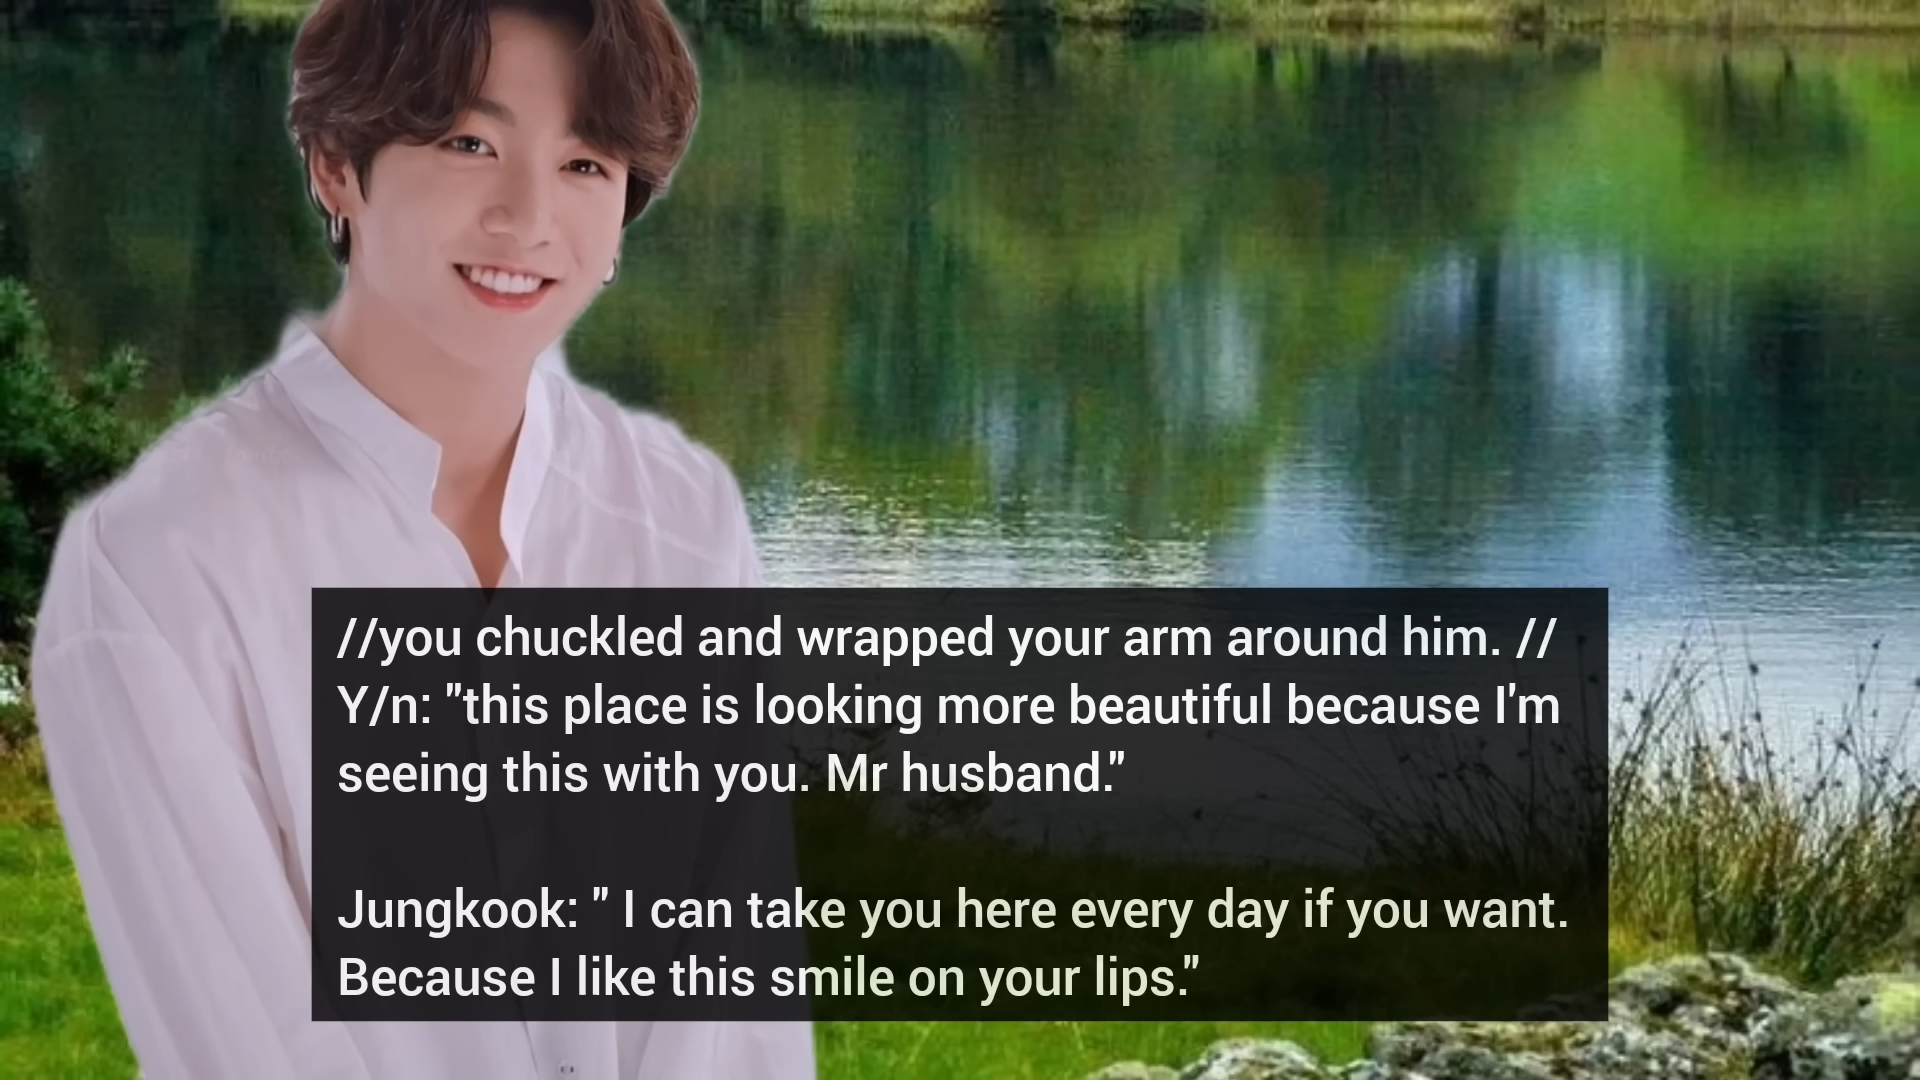 //you chuckled and wrapped your arm around him. //
Y/n: "this place is looking more beautiful because I'm
seeing this with you. Mr husband."
Jungkook: " I can take you here every day if you want.
Because I like this smile on your lips."